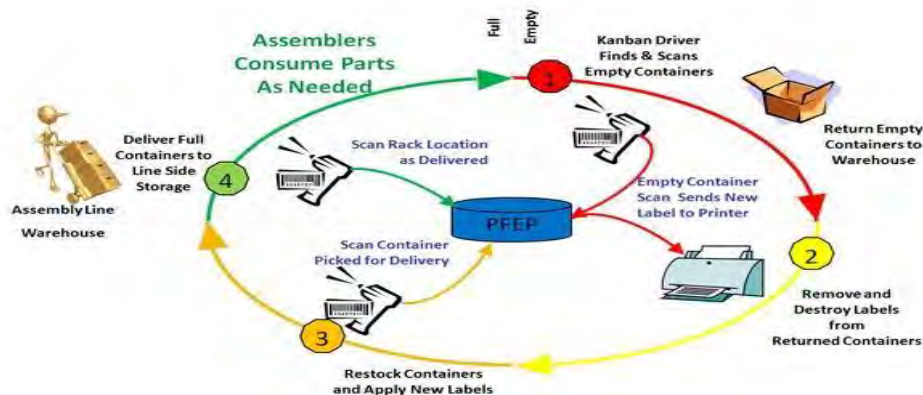 Full
Empty
Assemblers
Consume Parts
As Needed
Kanban Driver
Finds & Scans
Empty Containers
1
Return Empty
Containers to
Warehouse
Deliver Full
Containers to
Line Side
Storage
4
Scan Rack Location
as Delivered
Empty Container
Scan Sends New
Label to Printer
Assembly Line
Warehouse
PFEP
Scan Container
Picked for Delivery
2
Remove and
Destroy Labels
from
Returned Containers
3
Restock Containers
and Apply New Labels